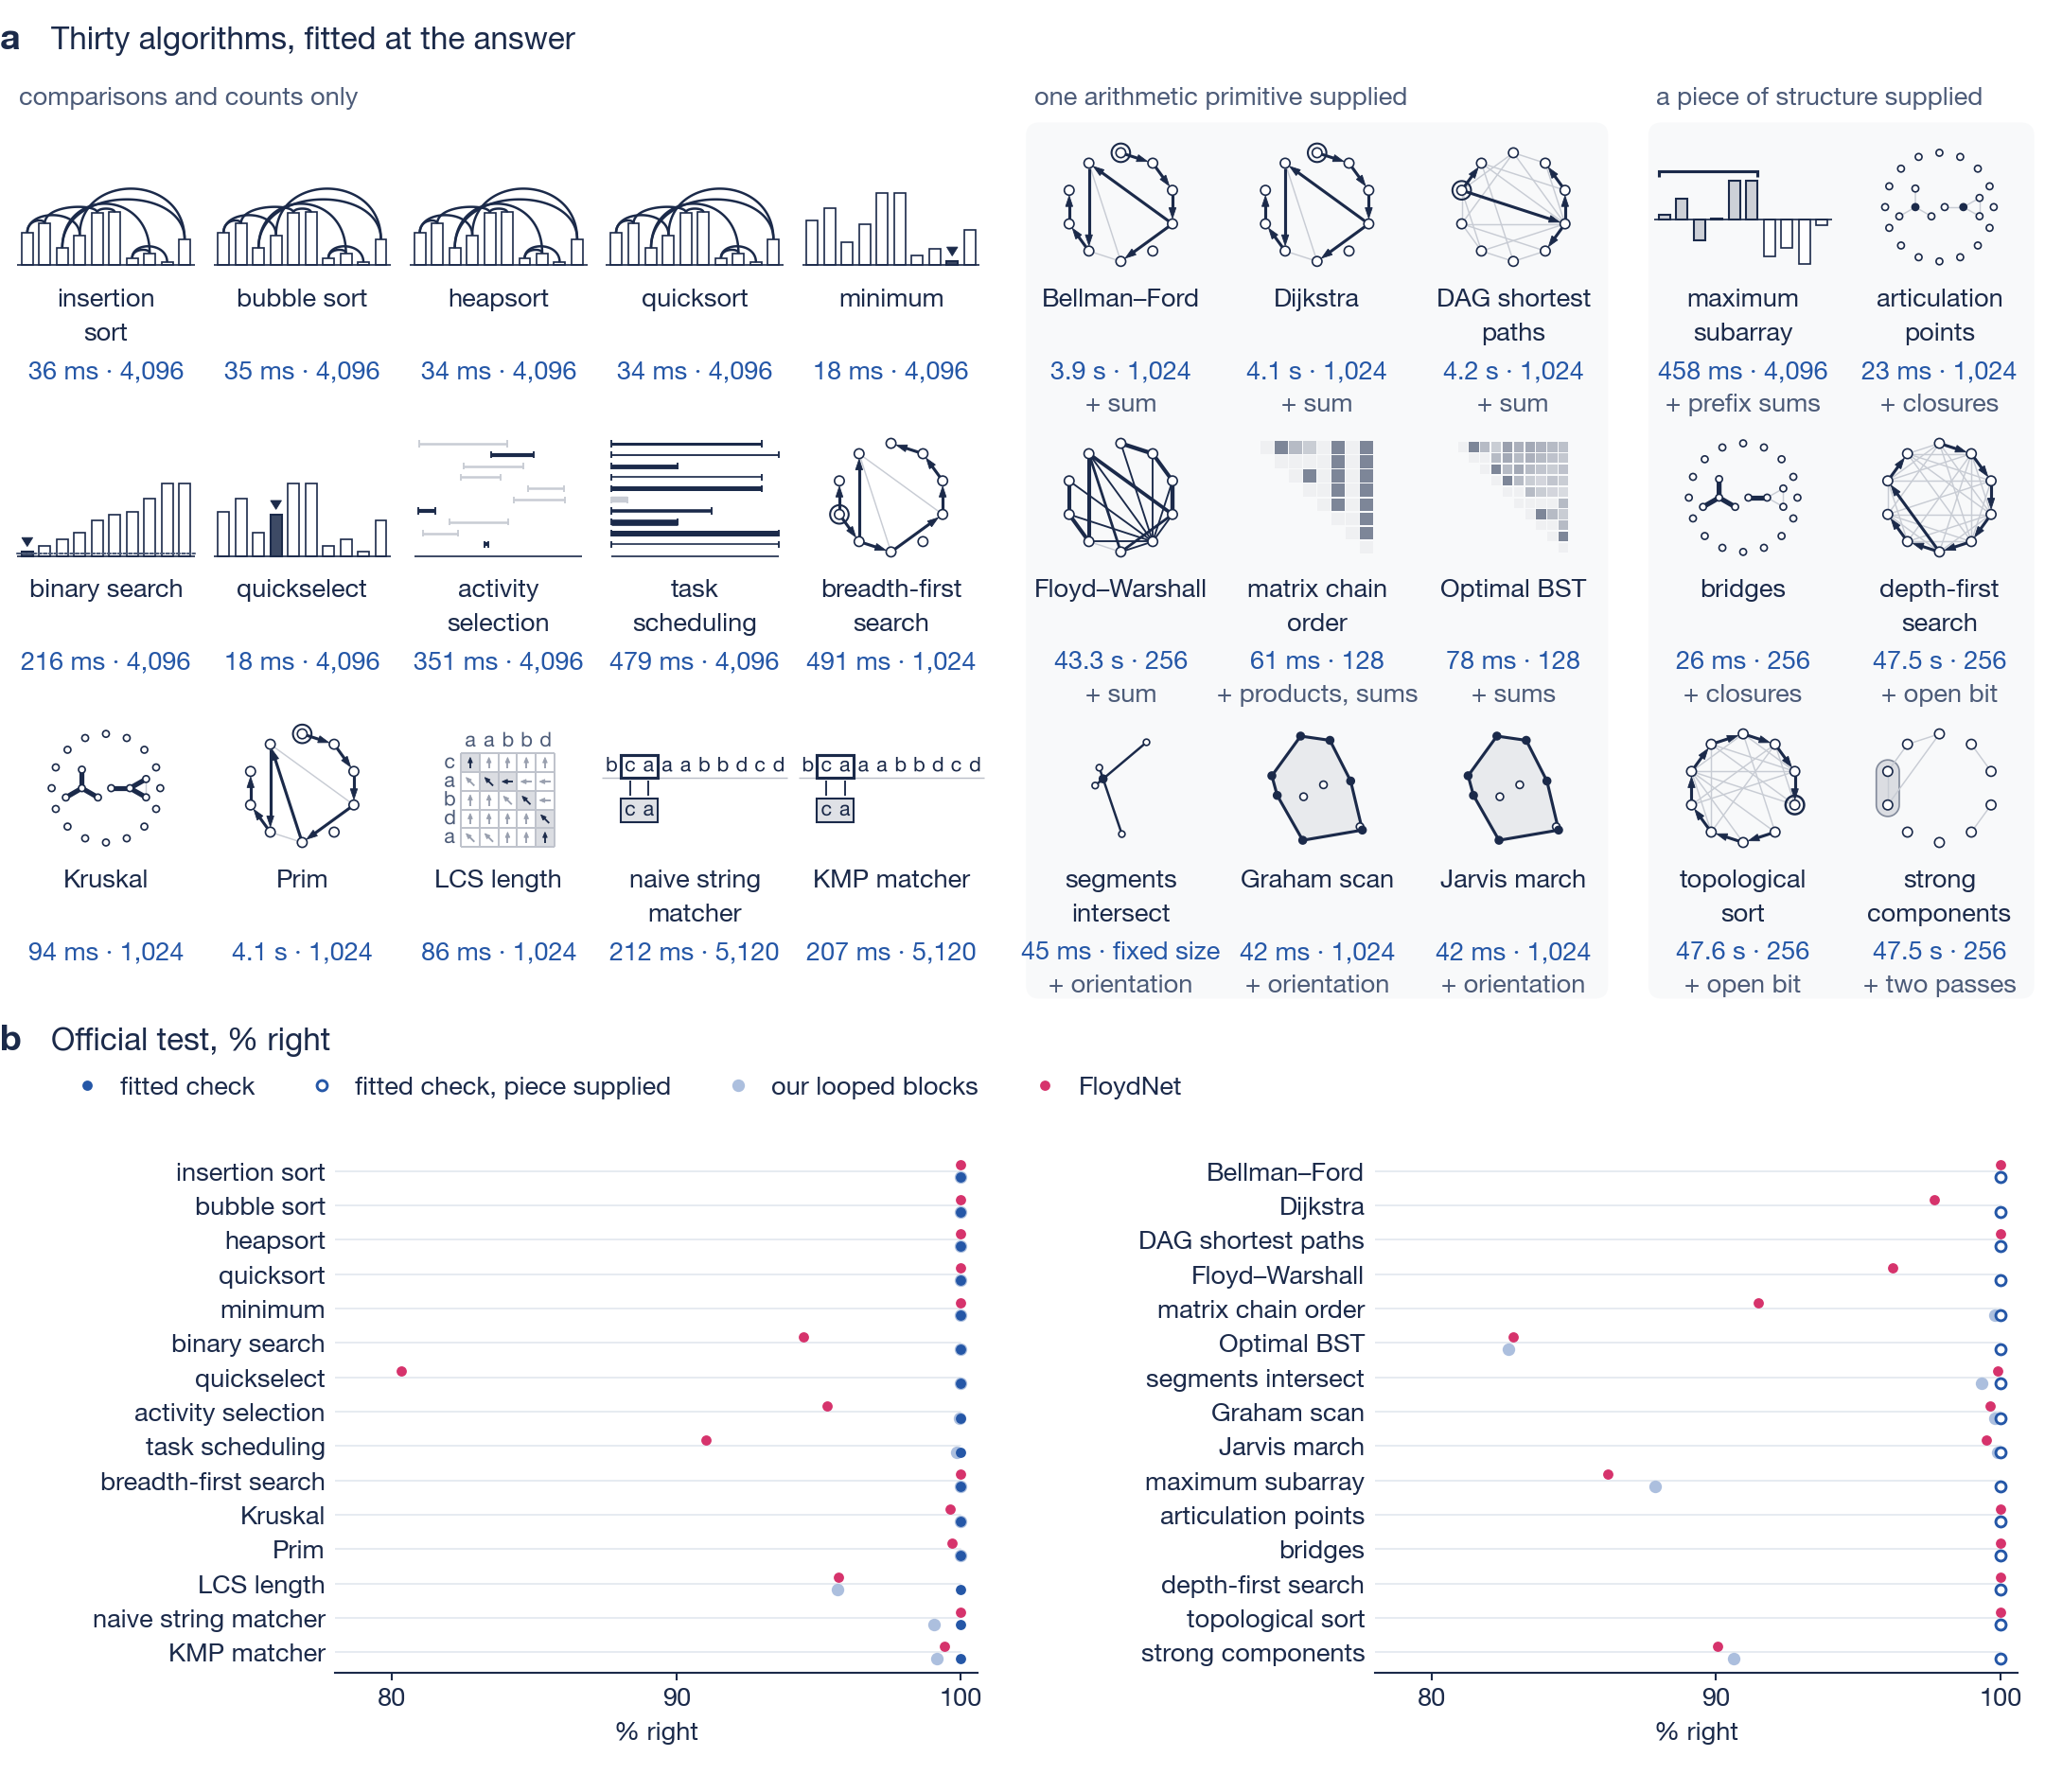 a Thirty algorithms, fitted at the answer
comparisons and counts only
one arithmetic primitive supplied
a piece of structure supplied
insertion
sort
bubble sort
heapsort
quicksort
minimum
Bellman–Ford
Dijkstra
DAG shortest
paths
maximum
subarray
articulation
points
36 ms · 4,096
35 ms · 4,096
34 ms · 4,096
34 ms · 4,096
18 ms · 4,096
3.9 s · 1,024
+ sum
4.1 s · 1,024
+ sum
4.2 s · 1,024
+ sum
458 ms · 4,096
+ prefix sums
23 ms · 1,024
+ closures
binary search
quickselect
activity
selection
task
scheduling
breadth-first
search
Floyd–Warshall
matrix chain
order
Optimal BST
bridges
depth-first
search
216 ms · 4,096
18 ms · 4,096
351 ms · 4,096
479 ms · 4,096
491 ms · 1,024
43.3 s · 256
+ sum
61 ms · 128
+ products, sums
78 ms · 128
+ sums
26 ms · 256
+ closures
47.5 s · 256
+ open bit
a a b b d
c
a
b
d
a
b c a a a b b d c d
c a
b c a a a b b d c d
c a
Kruskal
Prim
LCS length
naive string
matcher
KMP matcher
segments
intersect
Graham scan
Jarvis march
topological
sort
strong
components
94 ms · 1,024
4.1 s · 1,024
86 ms · 1,024
212 ms · 5,120
207 ms · 5,120
45 ms · fixed size
+ orientation
42 ms · 1,024
+ orientation
42 ms · 1,024
+ orientation
47.6 s · 256
+ open bit
47.5 s · 256
+ two passes
b Official test, % right
fitted check
fitted check, piece supplied
our looped blocks
FloydNet
insertion sort
bubble sort
heapsort
quicksort
minimum
binary search
quickselect
activity selection
task scheduling
breadth-first search
Kruskal
Prim
LCS length
naive string matcher
KMP matcher
80 90 100
% right
Bellman–Ford
Dijkstra
DAG shortest paths
Floyd–Warshall
matrix chain order
Optimal BST
segments intersect
Graham scan
Jarvis march
maximum subarray
articulation points
bridges
depth-first search
topological sort
strong components
80 90 100
% right